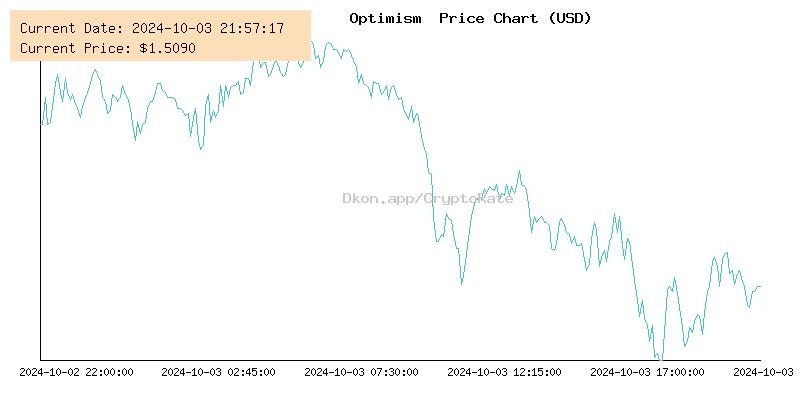 Optimism  Price Chart (USD)
Current Date: 2024-10-03 21:57:17
Current Price: $1.5090
Dkon.app/CryptoRate
2024-10-02 22:00:00 2024-10-03 02:45:00 2024-10-03 07:30:00 2024-10-03 12:15:00 2024-10-03 17:00:00 2024-10-03